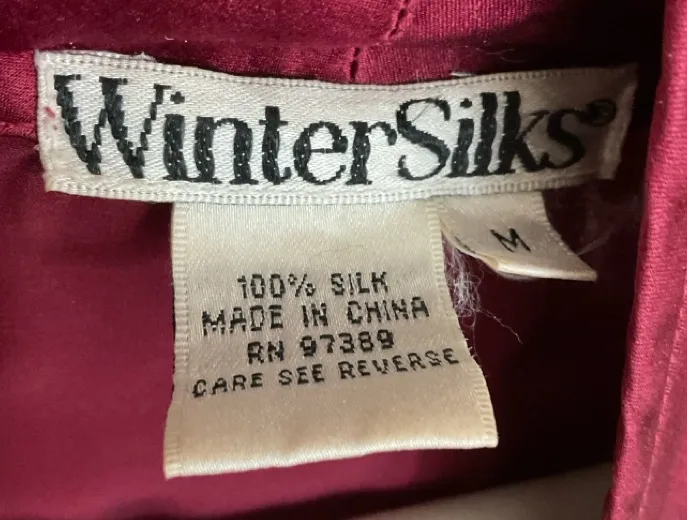 WinterSilks®
M
100% SILK
MADE IN CHINA
RN 97389
CARE SEE REVERSE